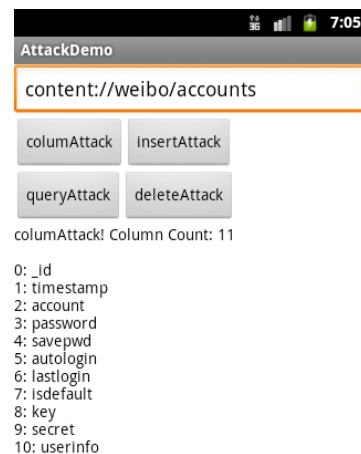 3G 7:05
AttackDemo
content://weibo/accounts
columAttack insertAttack
queryAttack deleteAttack
columAttack! Column Count: 11
0: _id
1: timestamp
2: account
3: password
4: savepwd
5: autologin
6: lastlogin
7: isdefault
8: key
9: secret
10: userinfo